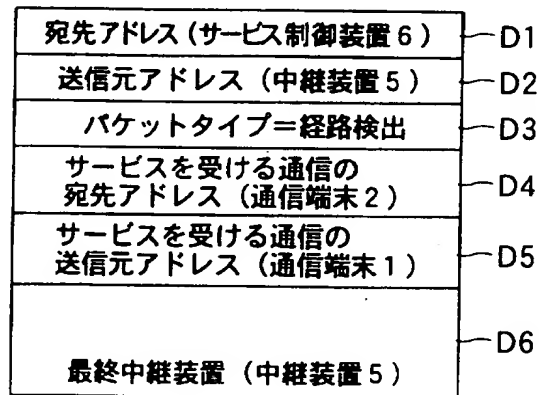 宛先アドレス(サービス制御装置6) D1
送信元アドレス(中継装置5) D2
パケットタイプ=経路検出 D3
サービスを受ける通信の
宛先アドレス(通信端末2) D4
サービスを受ける通信の
送信元アドレス(通信端末1) D5
D6
最終中継装置(中継装置5)